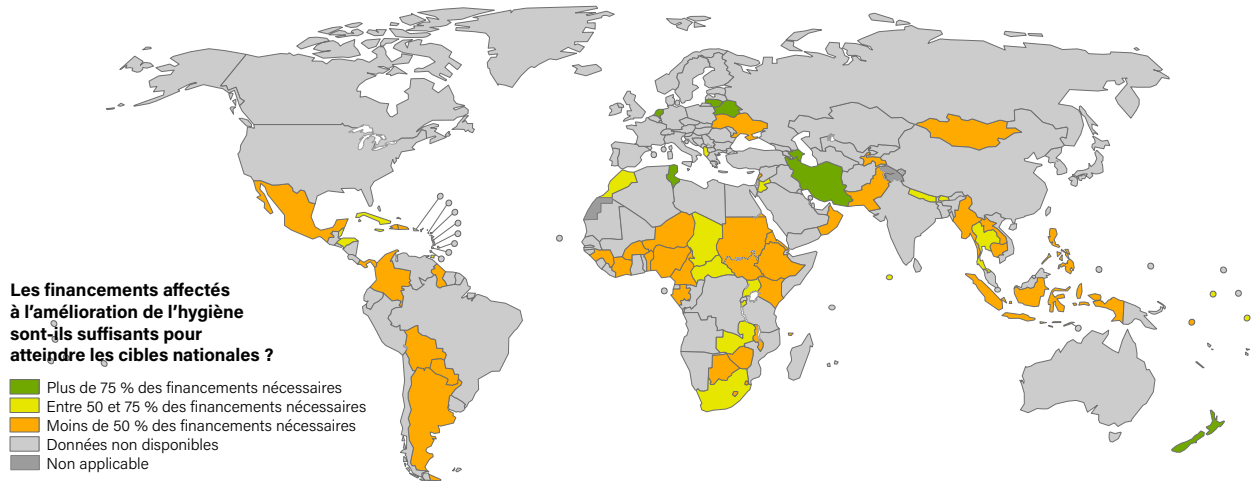 Les financements affectés
à l’amélioration de l’hygiène
sont-ils suffisants pour
atteindre les cibles nationales ?
Plus de 75 % des financements nécessaires
Entre 50 et 75 % des financements nécessaires
Moins de 50 % des financements nécessaires
Données non disponibles
Non applicable